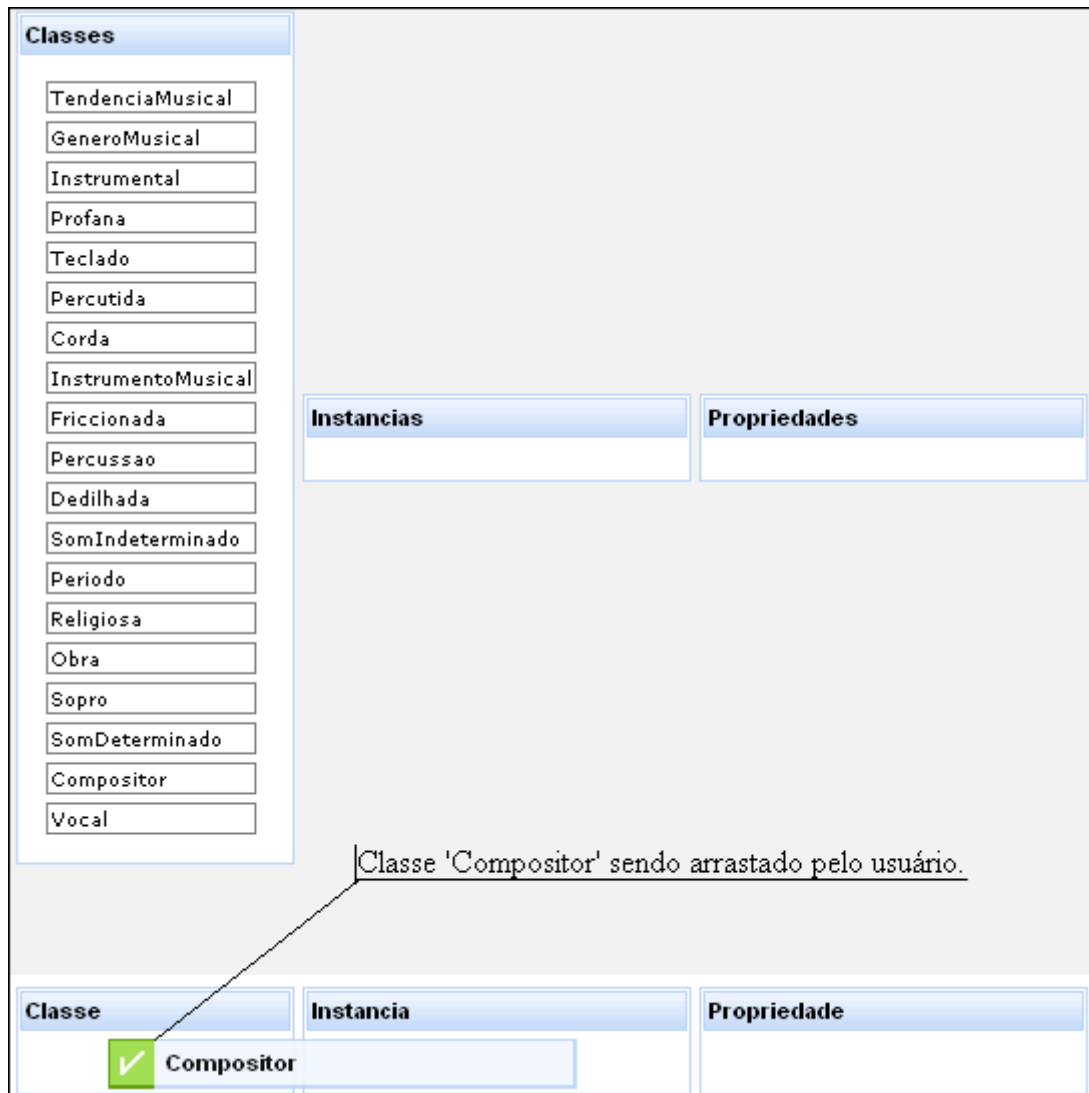 Classes
TendenciaMusical
GeneroMusical
Instrumental
Profana
Teclado
Percutida
Corda
InstrumentoMusical
Friccionada
Percussao
Dedilhada
SomIndeterminado
Periodo
Religiosa
Obra
Sopro
SomDeterminado
Compositor
Vocal
Instancias
Propriedades
Classe 'Compositor' sendo arrastado pelo usuário.
Classe
Instancia
Propriedade
Compositor